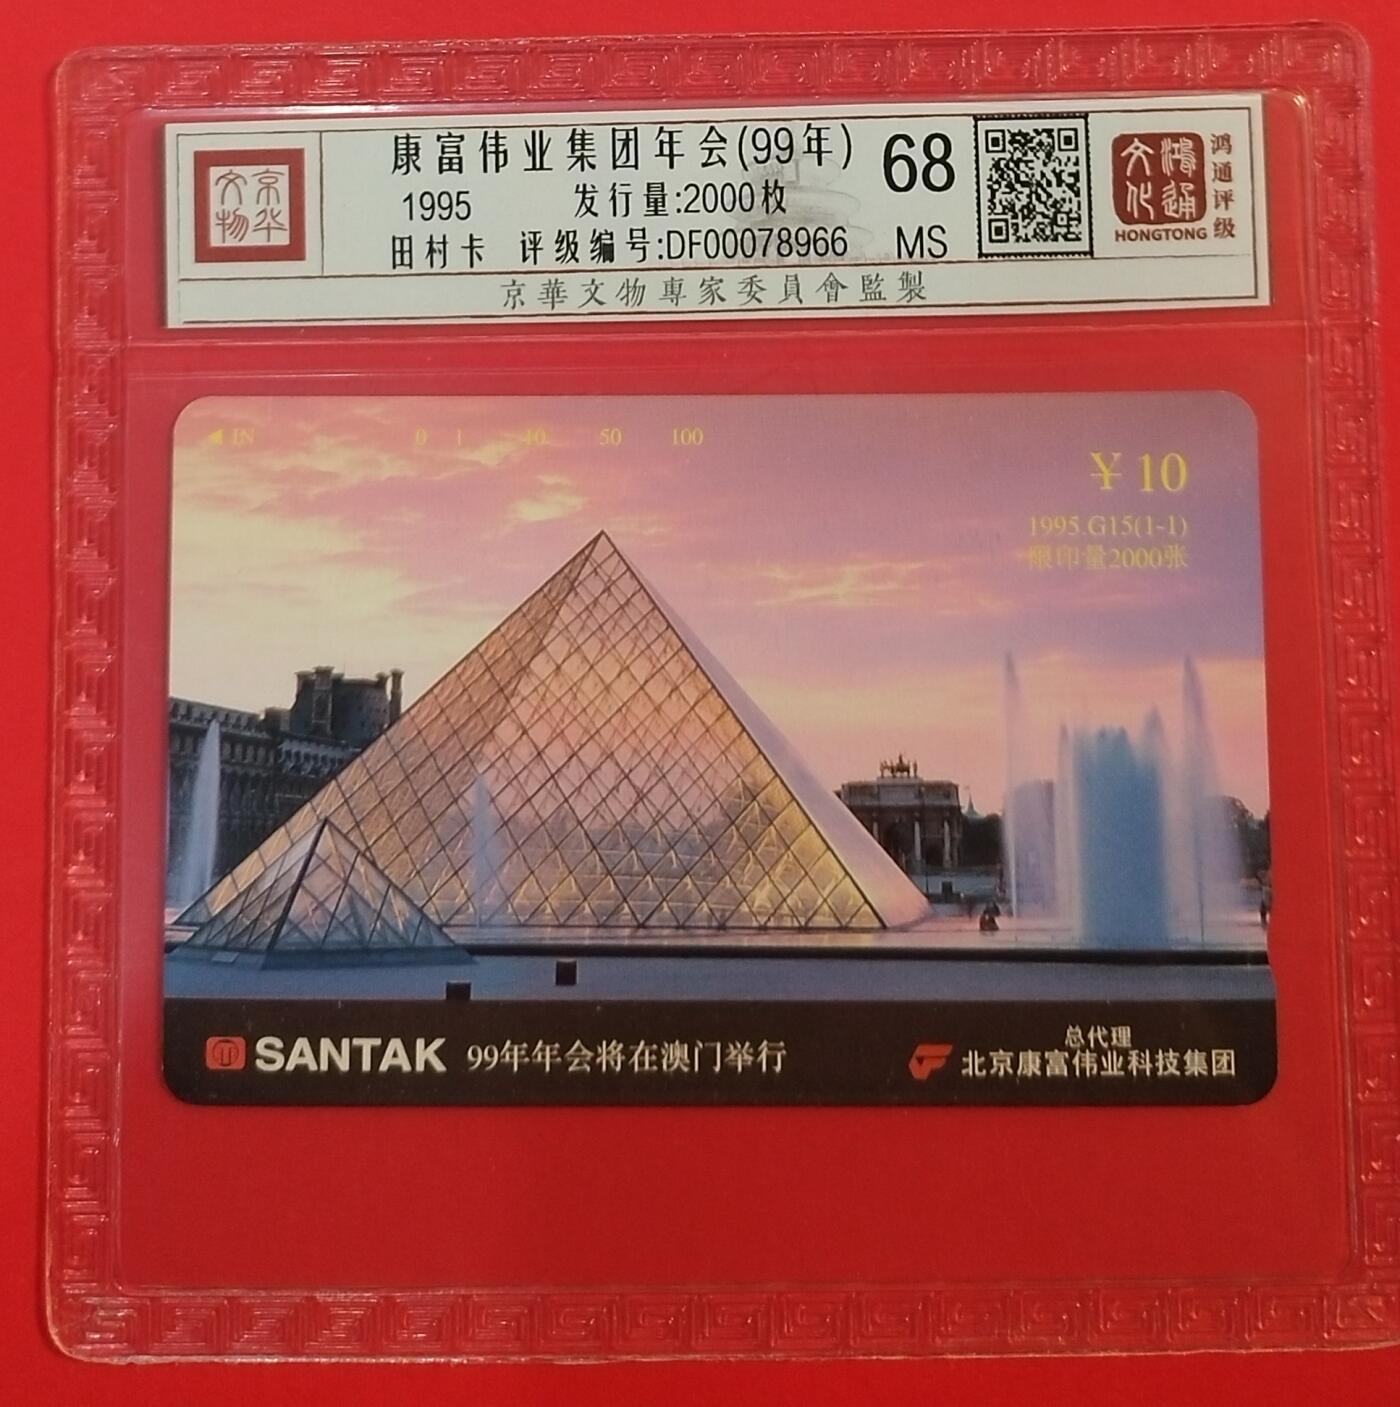 京华
文物
康富伟业集团年会(99年)
1995 发行量:2000枚
田村卡 评级编号:DF00078966
68
MS
鸿通
文化
HONGTONG
鸿通评级
京華文物專家委員會監製
◀ IN 0 1 10 50 100
￥10
1995.G15(1-1)
限印量2000张
SANTAK 99年年会将在澳门举行
总代理
北京康富伟业科技集团